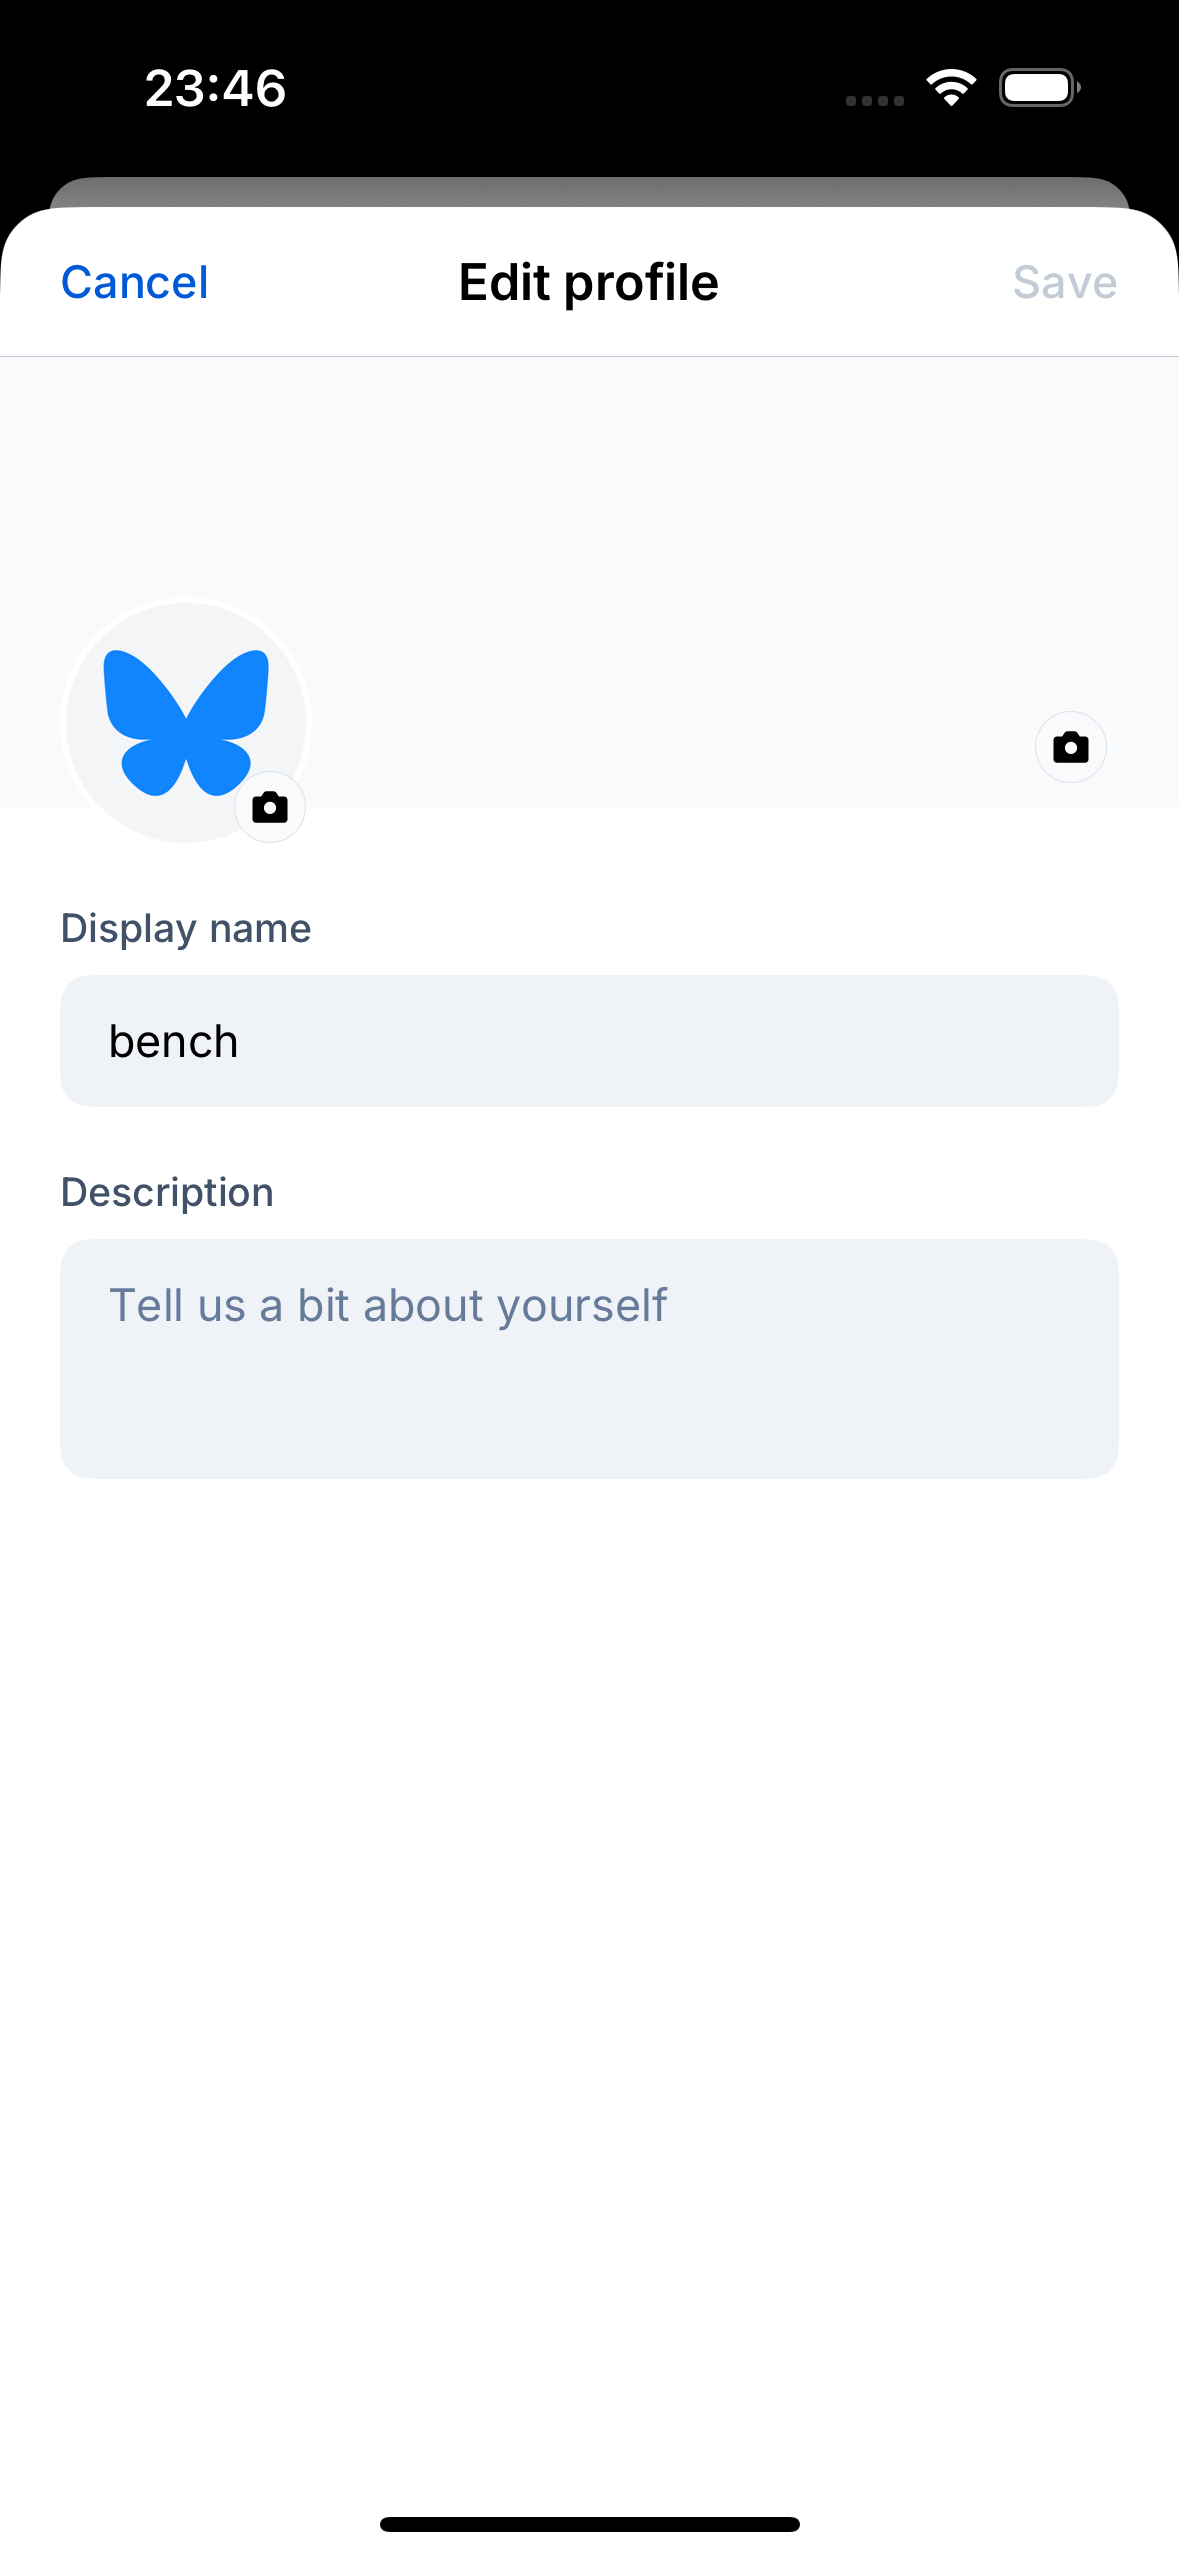 23:46
Cancel
Edit profile
Save
Display name
bench
Description
Tell us a bit about yourself